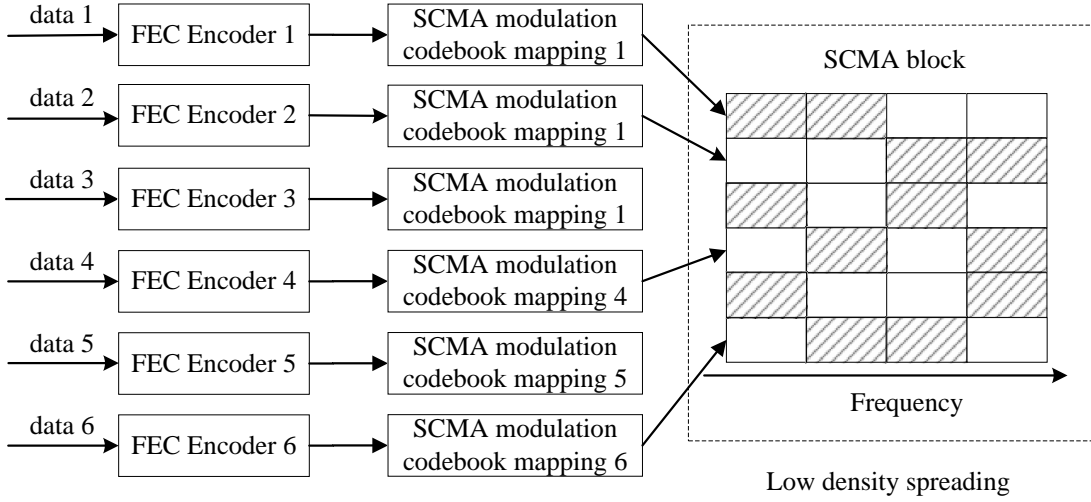 data 1
FEC Encoder 1
SCMA modulation
codebook mapping 1
data 2
FEC Encoder 2
SCMA modulation
codebook mapping 1
data 3
FEC Encoder 3
SCMA modulation
codebook mapping 1
data 4
FEC Encoder 4
SCMA modulation
codebook mapping 4
data 5
FEC Encoder 5
SCMA modulation
codebook mapping 5
data 6
FEC Encoder 6
SCMA modulation
codebook mapping 6
SCMA block
Frequency
Low density spreading